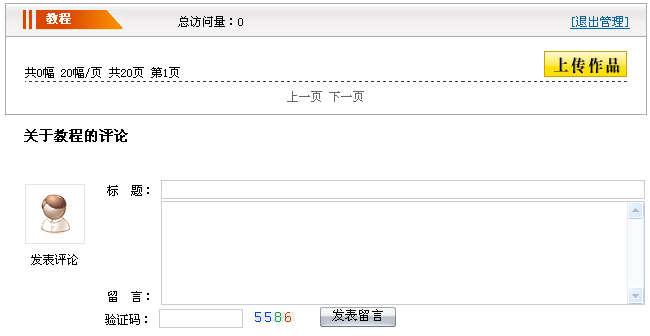 教程 总访问量：0 [退出管理]
上传作品
共0幅 20幅/页 共20页 第1页
上一页 下一页
关于教程的评论
标 题：
发表评论
留 言：
验证码： 5586 发表留言